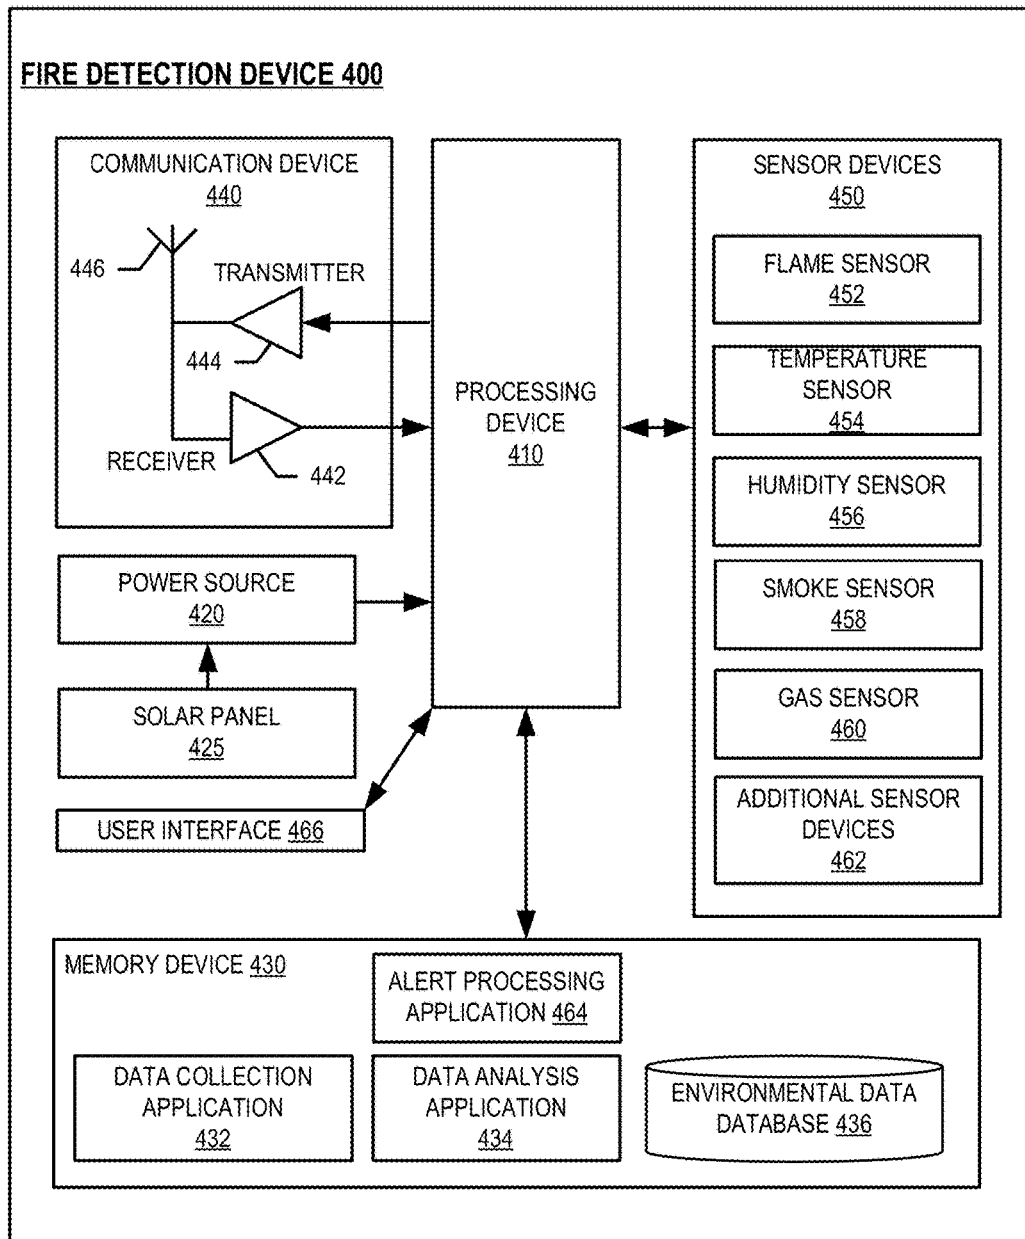 FIRE DETECTION DEVICE 400
COMMUNICATION DEVICE
440
446
TRANSMITTER
444
RECEIVER
442
PROCESSING
DEVICE
410
SENSOR DEVICES
450
FLAME SENSOR
452
TEMPERATURE
SENSOR
454
HUMIDITY SENSOR
456
SMOKE SENSOR
458
GAS SENSOR
460
ADDITIONAL SENSOR
DEVICES
462
POWER SOURCE
420
SOLAR PANEL
425
USER INTERFACE 466
MEMORY DEVICE 430
ALERT PROCESSING
APPLICATION 464
DATA COLLECTION
APPLICATION
432
DATA ANALYSIS
APPLICATION
434
ENVIRONMENTAL DATA
DATABASE 436